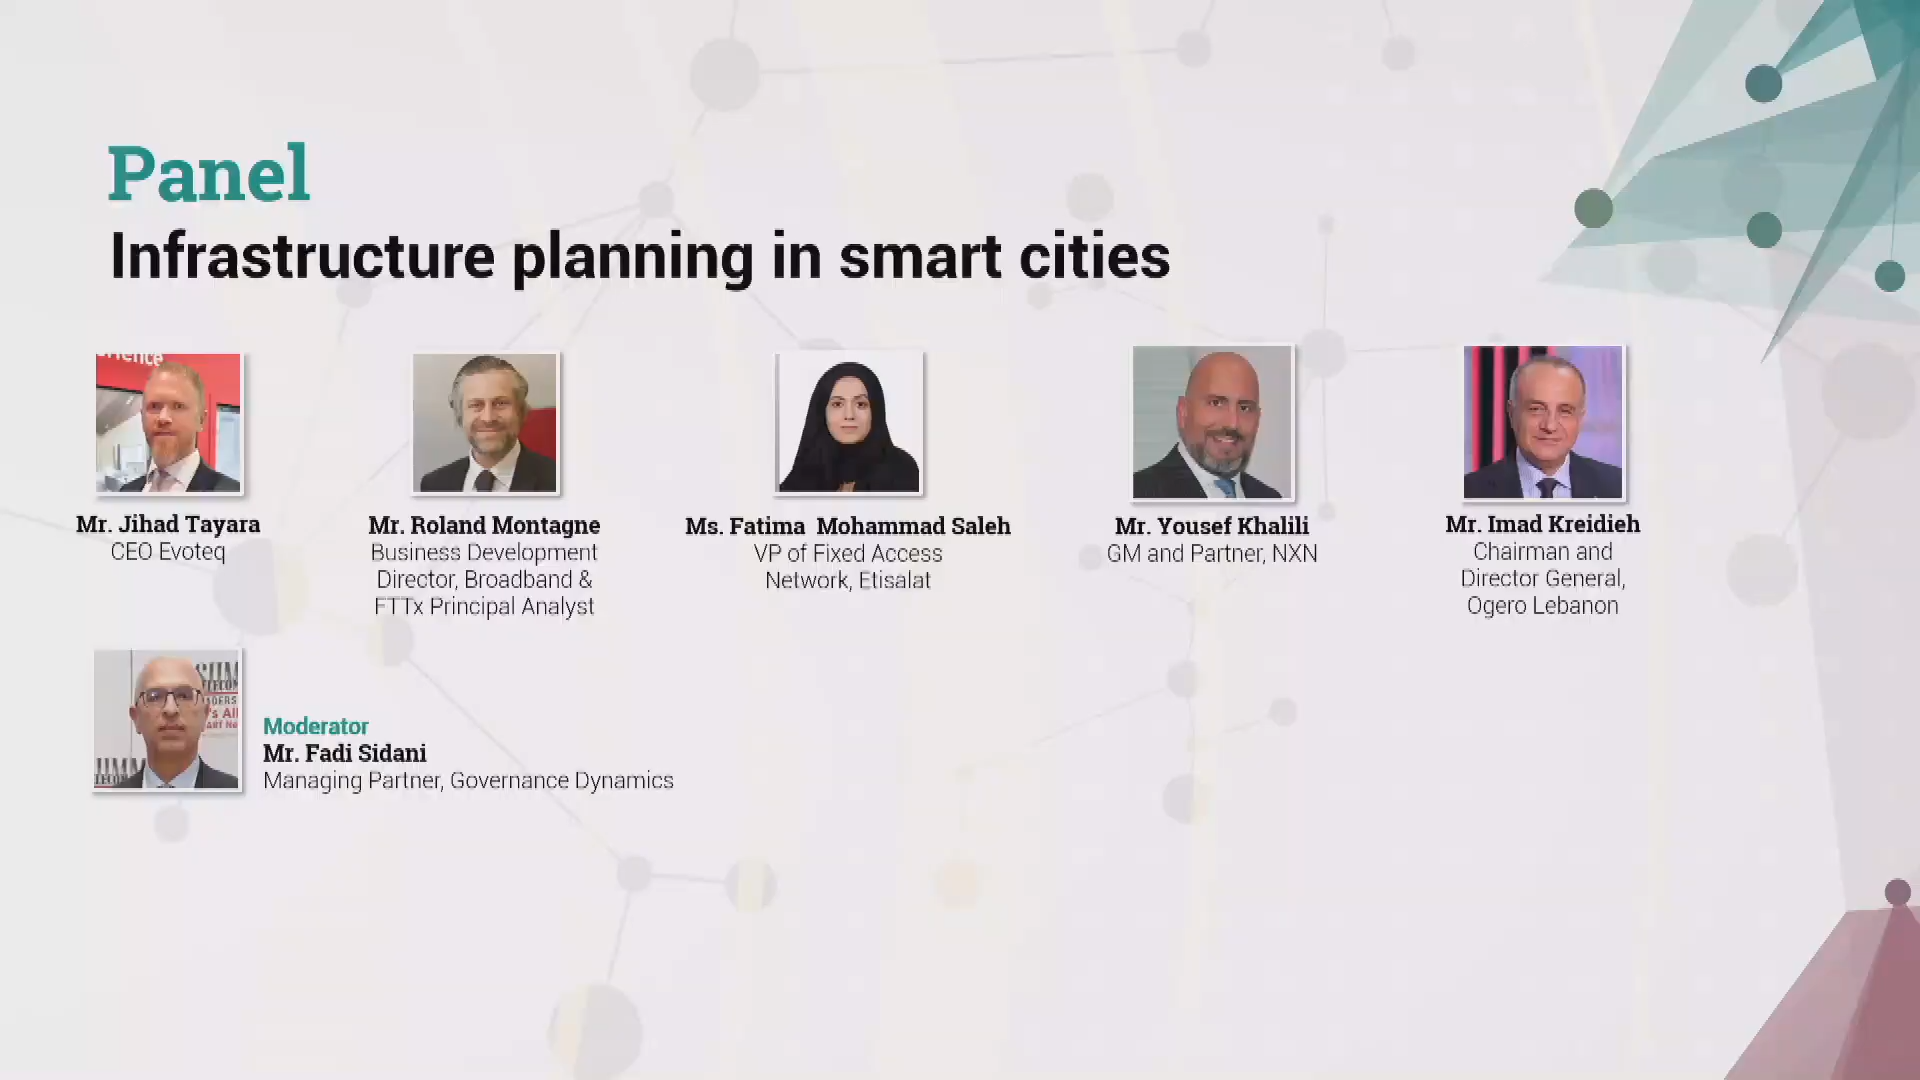 Panel
Infrastructure planning in smart cities
Mr. Jihad Tayara
CEO Evoteq
Mr. Roland Montagne
Business Development
Director, Broadband &
FTTx Principal Analyst
Ms. Fatima  Mohammad Saleh
VP of Fixed Access
Network, Etisalat
Mr. Yousef Khalili
GM and Partner, NXN
Mr. Imad Kreidieh
Chairman and
Director General,
Ogero Lebanon
Moderator
Mr. Fadi Sidani
Managing Partner, Governance Dynamics